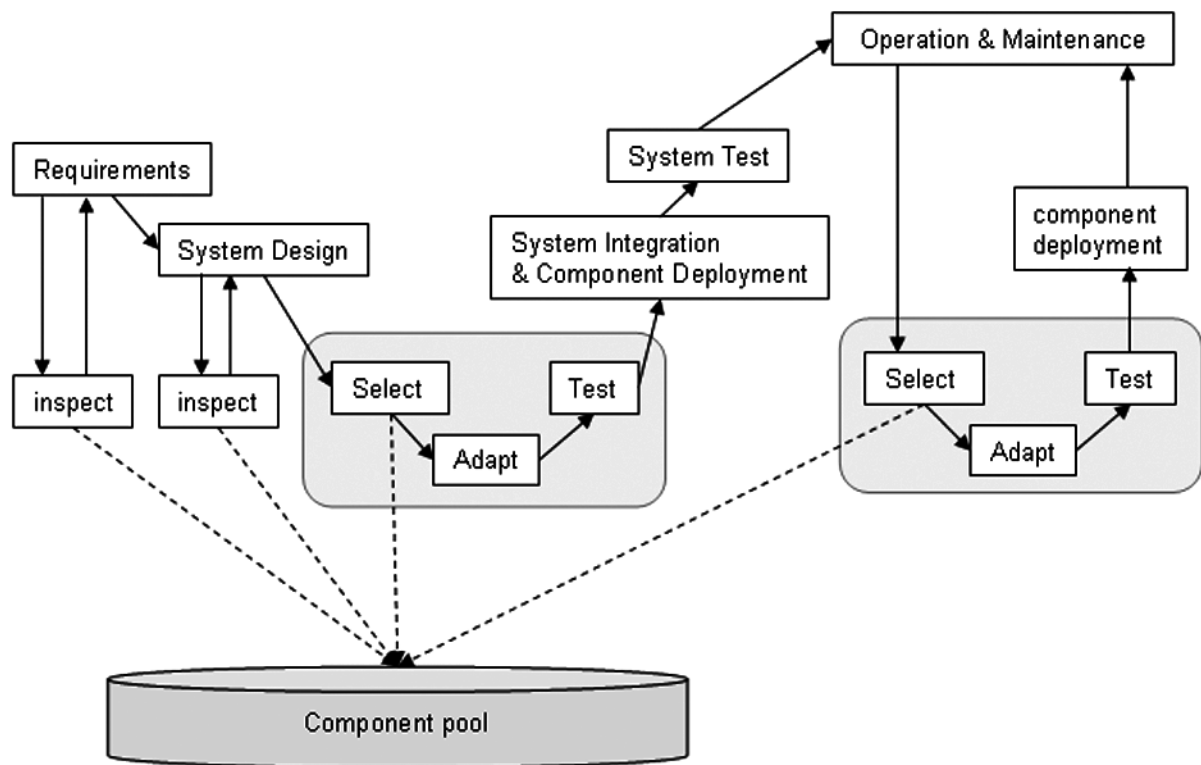 Operation & Maintenance
System Test
Requirements
component
deployment
System Design
System Integration
& Component Deployment
Select
Test
Select
Test
inspect
inspect
Adapt
Adapt
Component pool